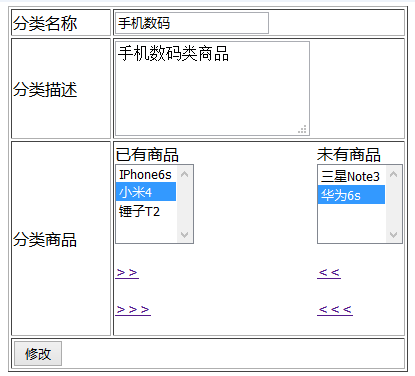 分类名称 手机数码
分类描述 手机数码类商品
分类商品
已有商品 未有商品
IPhone6s 三星Note3
小米4 华为6s
锤子T2
>> <<
>>> <<<
修改